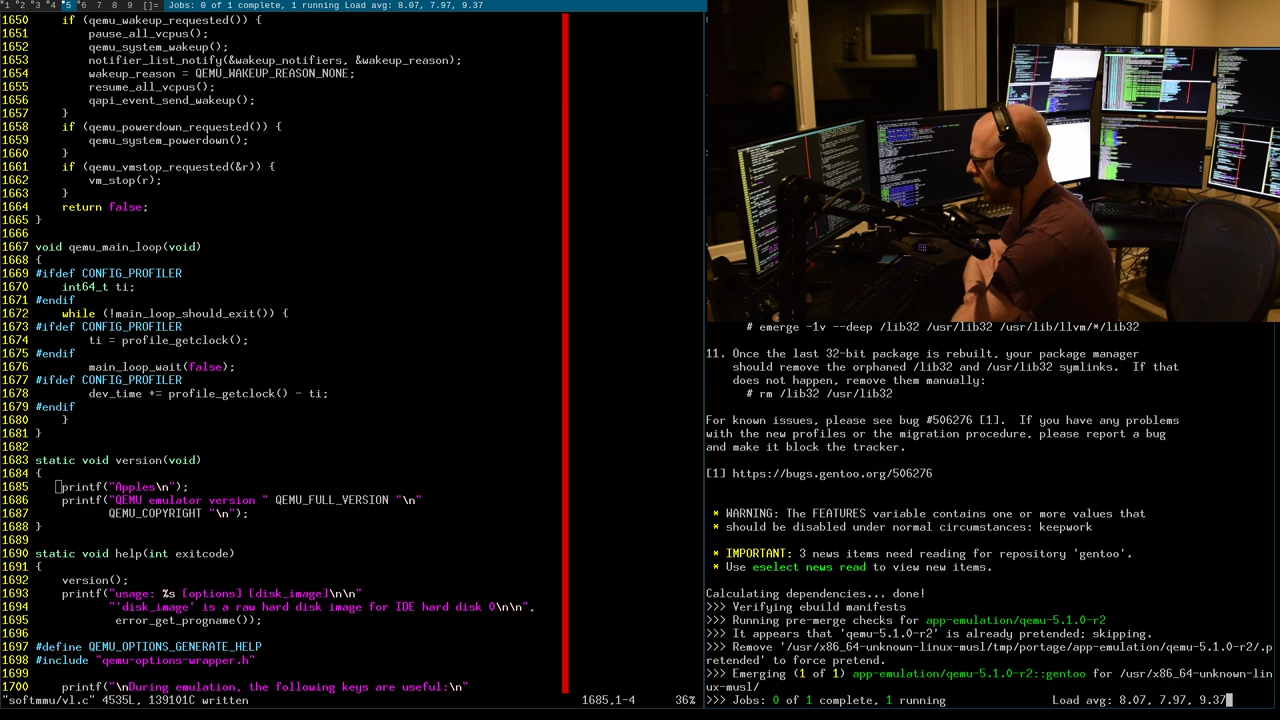 1 2 3 4 5 6 7 8 9 []= Jobs: 0 of 1 complete, 1 running Load avg: 8.07, 7.97, 9.37
1650 if (qemu_wakeup_requested()) {
1651 pause_all_vcpus();
1652 qemu_system_wakeup();
1653 notifier_list_notify(&wakeup_notifiers, &wakeup_reason);
1654 wakeup_reason = QEMU_WAKEUP_REASON_NONE;
1655 resume_all_vcpus();
1656 qapi_event_send_wakeup();
1657 }
1658 if (qemu_powerdown_requested()) {
1659 qemu_system_powerdown();
1660 }
1661 if (qemu_vmstop_requested(&r)) {
1662 vm_stop(r);
1663 }
1664 return false;
1665 }
1666
1667 void qemu_main_loop(void)
1668 {
1669 #ifdef CONFIG_PROFILER
1670 int64_t ti;
1671 #endif
1672 while (!main_loop_should_exit()) {
1673 #ifdef CONFIG_PROFILER
1674 ti = profile_getclock();
1675 #endif
1676 main_loop_wait(false);
1677 #ifdef CONFIG_PROFILER
1678 dev_time += profile_getclock() - ti;
1679 #endif
1680 }
1681 }
1682
1683 static void version(void)
1684 {
1685 printf("Apples\n");
1686 printf("QEMU emulator version " QEMU_FULL_VERSION "\n"
1687 QEMU_COPYRIGHT "\n");
1688 }
1689
1690 static void help(int exitcode)
1691 {
1692 version();
1693 printf("usage: %s [options] [disk_image]\n\n"
1694 "'disk_image' is a raw hard disk image for IDE hard disk 0\n\n",
1695 error_get_progname());
1696
1697 #define QEMU_OPTIONS_GENERATE_HELP
1698 #include "qemu-options-wrapper.h"
1699
1700 printf("\nDuring emulation, the following keys are useful:\n"
"softmmu/vl.c" 4535L, 139101C written 1685,1-4 36%
# emerge -1v --deep /lib32 /usr/lib32 /usr/lib/llvm/*/lib32
11. Once the last 32-bit package is rebuilt, your package manager
should remove the orphaned /lib32 and /usr/lib32 symlinks. If that
does not happen, remove them manually:
# rm /lib32 /usr/lib32
For known issues, please see bug #506276 [1]. If you have any problems
with the new profiles or the migration procedure, please report a bug
and make it block the tracker.
[1] https://bugs.gentoo.org/506276
* WARNING: The FEATURES variable contains one or more values that
* should be disabled under normal circumstances: keepwork
* IMPORTANT: 3 news items need reading for repository 'gentoo'.
* Use eselect news read to view new items.
Calculating dependencies... done!
>>> Verifying ebuild manifests
>>> Running pre-merge checks for app-emulation/qemu-5.1.0-r2
>>> It appears that 'qemu-5.1.0-r2' is already pretended; skipping.
>>> Remove '/usr/x86_64-unknown-linux-musl/tmp/portage/app-emulation/qemu-5.1.0-r2/.p
retended' to force pretend.
>>> Emerging (1 of 1) app-emulation/qemu-5.1.0-r2::gentoo for /usr/x86_64-unknown-lin
ux-musl/
>>> Jobs: 0 of 1 complete, 1 running Load avg: 8.07, 7.97, 9.37